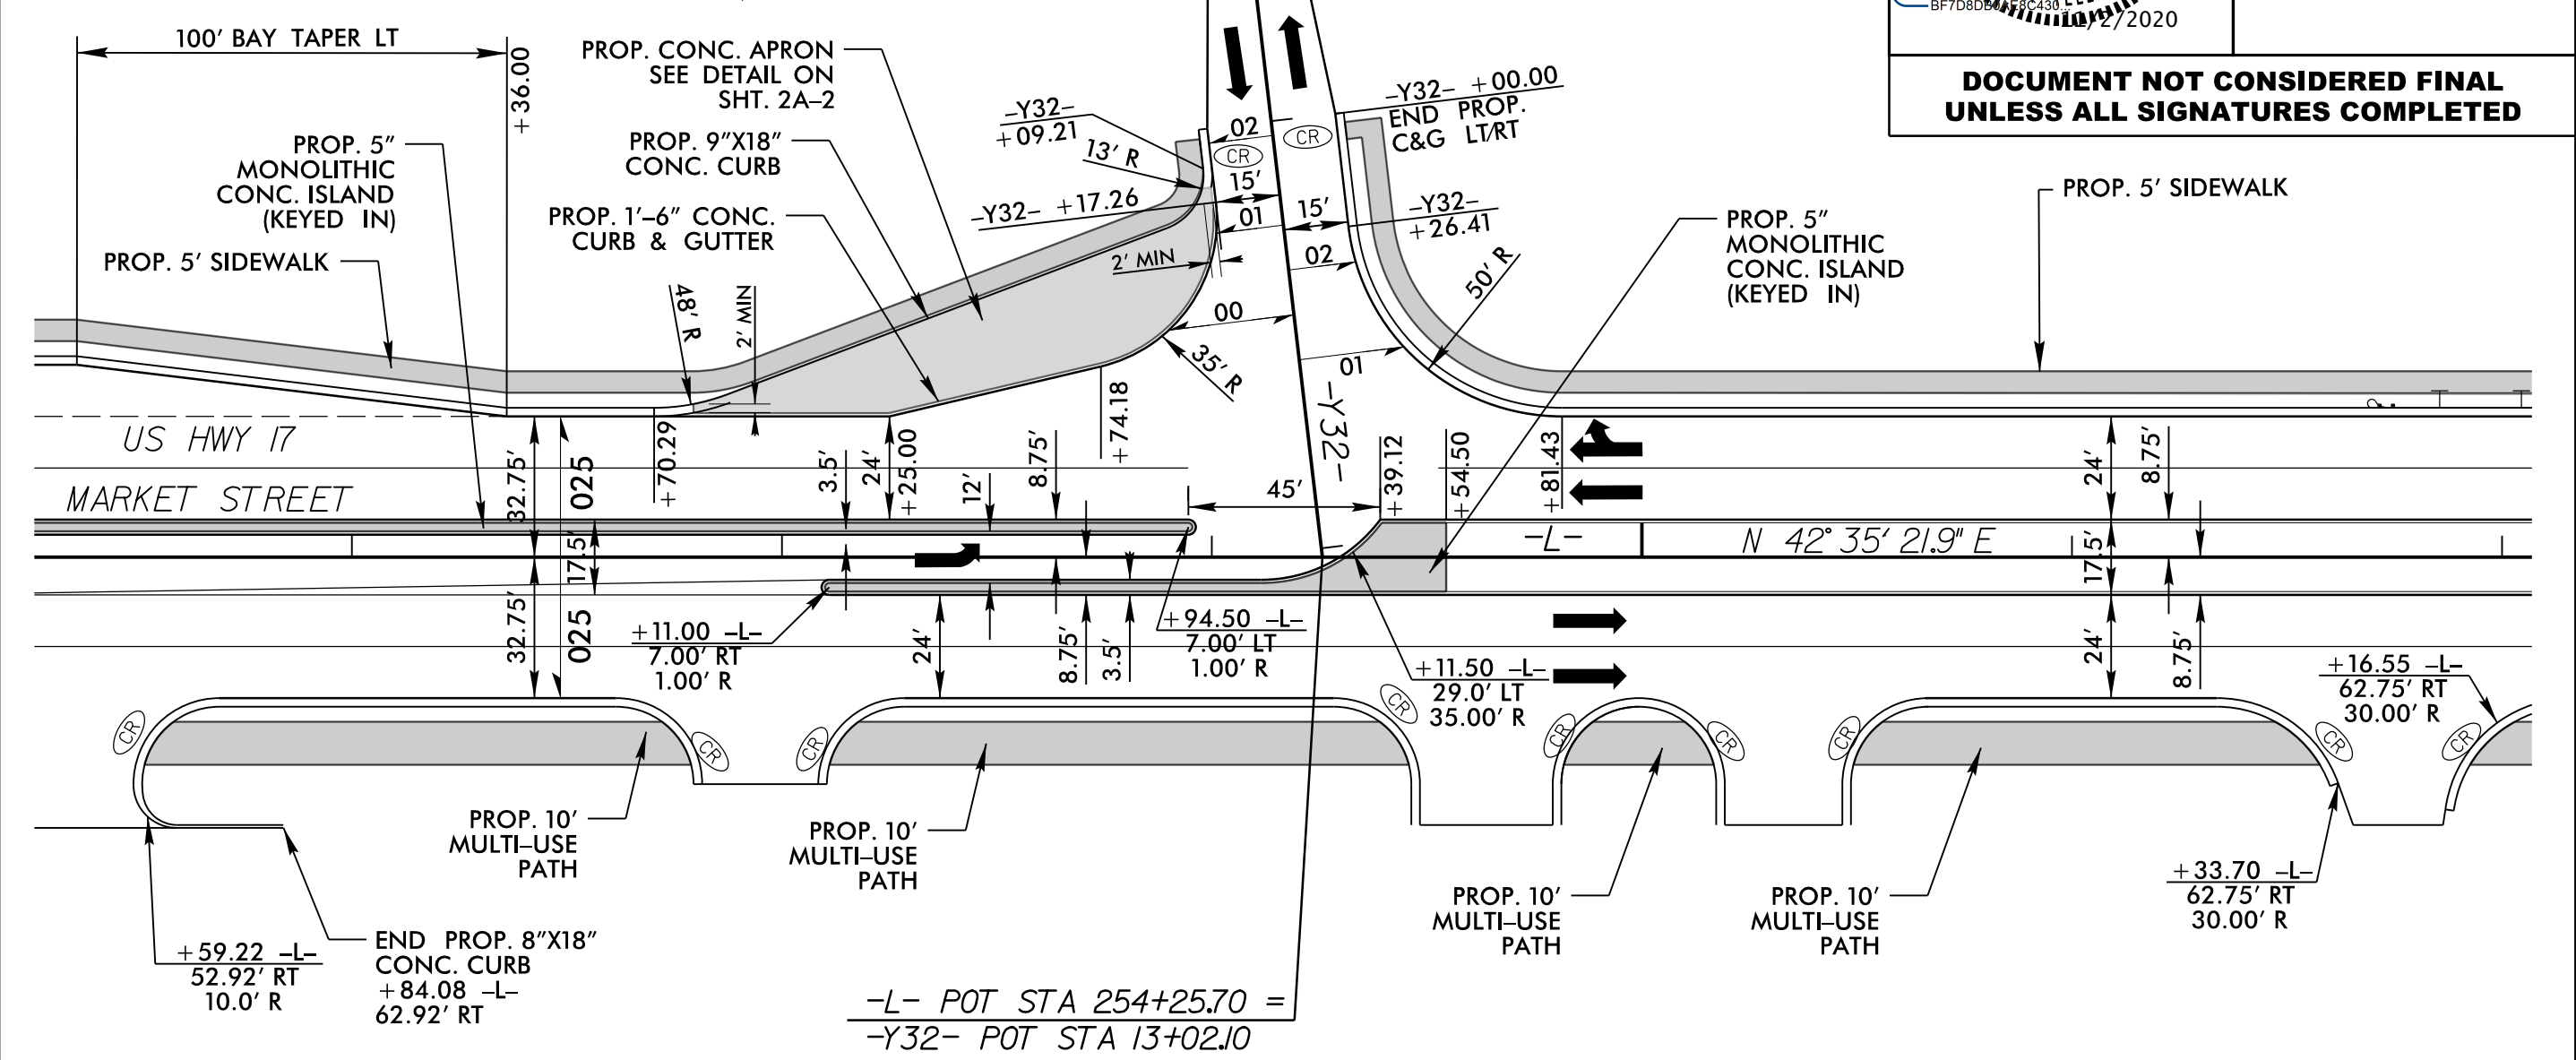 BF7D8DB0AE8C430...
11/2/2020
DOCUMENT NOT CONSIDERED FINAL
UNLESS ALL SIGNATURES COMPLETED
100' BAY TAPER LT
+36.00
PROP. CONC. APRON
SEE DETAIL ON
SHT. 2A-2
PROP. 9"X18"
CONC. CURB
PROP. 1'-6" CONC.
CURB & GUTTER
PROP. 5"
MONOLITHIC
CONC. ISLAND
(KEYED IN)
PROP. 5' SIDEWALK
-Y32-
+09.21
13' R
-Y32- +17.26
2' MIN
02
CR
15'
01
00
CR
15'
02
01
-Y32- +00.00
END PROP.
C&G LT/RT
-Y32-
+26.41
50' R
PROP. 5"
MONOLITHIC
CONC. ISLAND
(KEYED IN)
PROP. 5' SIDEWALK
48' R
2' MIN
35' R
-Y32-
US HWY 17
MARKET STREET
32.75'
025
17.5'
32.75'
025
+70.29
3.5'
24'
+25.00
12'
8.75'
+74.18
45'
+39.12
+54.50
+81.43
-L-
N 42° 35' 21.9" E
24'
8.75'
17.5'
24'
8.75'
+11.00 -L-
7.00' RT
1.00' R
24'
8.75'
3.5'
+94.50 -L-
7.00' LT
1.00' R
+11.50 -L-
29.0' LT
35.00' R
+16.55 -L-
62.75' RT
30.00' R
CR
CR
CR
CR
CR
CR
CR
CR
CR
PROP. 10'
MULTI-USE
PATH
PROP. 10'
MULTI-USE
PATH
PROP. 10'
MULTI-USE
PATH
PROP. 10'
MULTI-USE
PATH
+33.70 -L-
62.75' RT
30.00' R
+59.22 -L-
52.92' RT
10.0' R
END PROP. 8"X18"
CONC. CURB
+84.08 -L-
62.92' RT
-L- POT STA 254+25.70 =
-Y32- POT STA 13+02.10